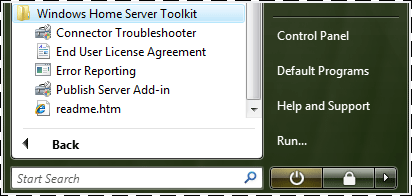 Windows Home Server Toolkit
Connector Troubleshooter
End User License Agreement
Error Reporting
Publish Server Add-in
readme.htm
Back
Start Search
Control Panel
Default Programs
Help and Support
Run...